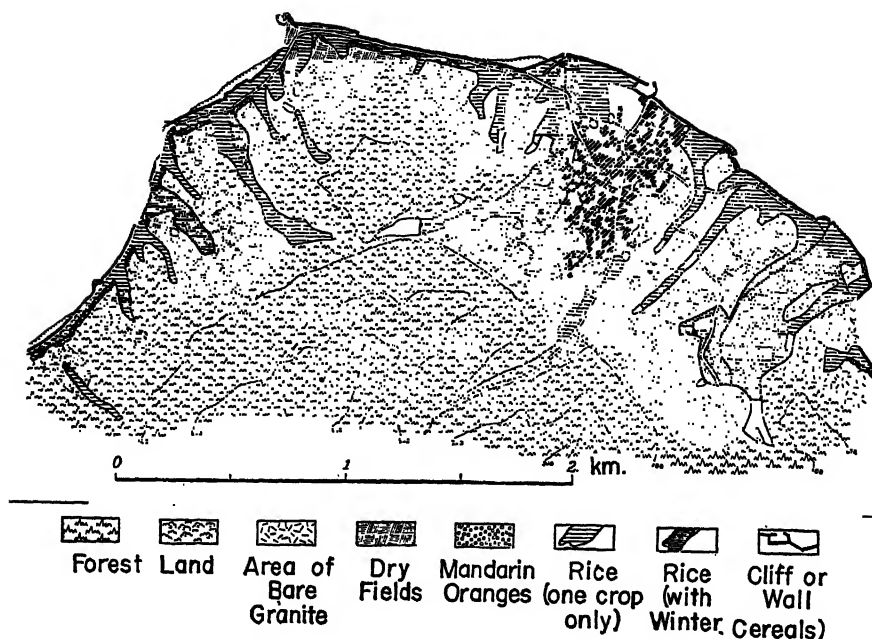 0 1 2 km.
Forest Land Area of Bare Granite Dry Fields Mandarin Oranges Rice (one crop only) Rice (with Winter. Cereals) Cliff or Wall